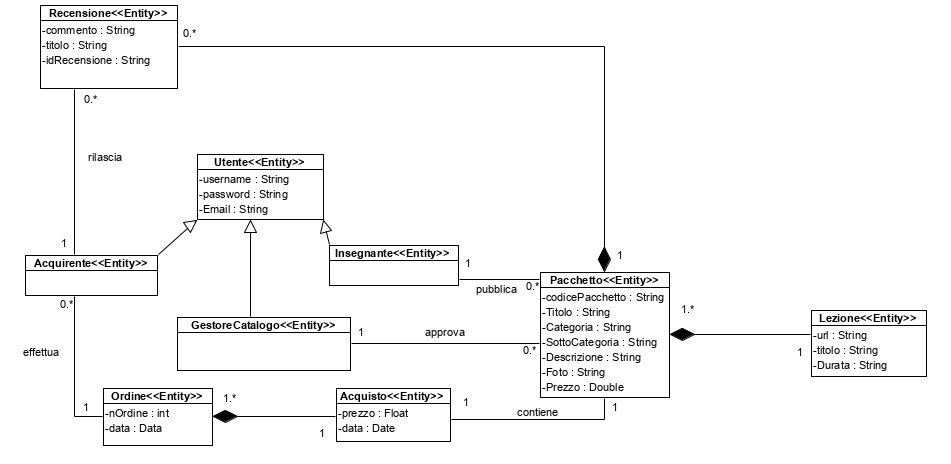 Recensione<<Entity>>
-commento : String
-titolo : String
-idRecensione : String
0.*
0.*
rilascia
1
Utente<<Entity>>
-username : String
-password : String
-Email : String
Acquirente<<Entity>>
0.*
Insegnante<<Entity>>
1
pubblica
0.*
1
Pacchetto<<Entity>>
-codicePacchetto : String
-Titolo : String
-Categoria : String
-SottoCategoria : String
-Descrizione : String
-Foto : String
-Prezzo : Double
1..*
1
Lezione<<Entity>>
-url : String
-titolo : String
-Durata : String
GestoreCatalogo<<Entity>>
1
approva
0.*
effettua
1
Ordine<<Entity>>
-nOrdine : int
-data : Data
1.*
1
Acquisto<<Entity>>
-prezzo : Float
-data : Date
1
contiene
1